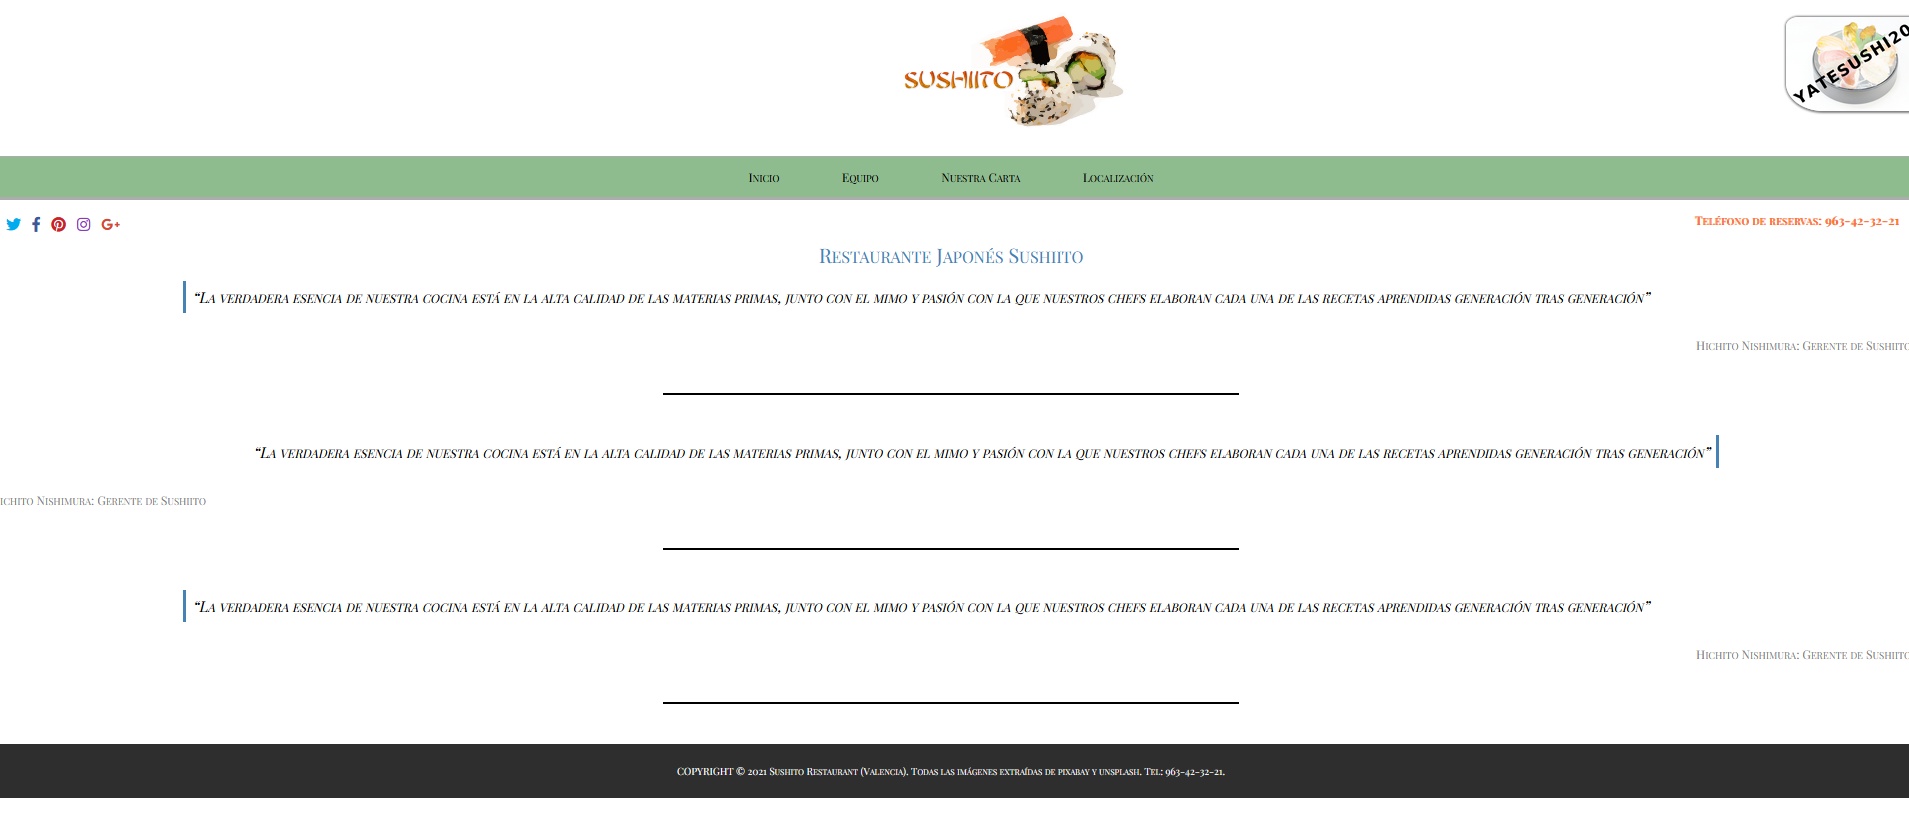 SUSHIITO
YATESUSHI20
Inicio Equipo Nuestra Carta Localización
Teléfono de reservas: 963-42-32-21
Restaurante Japonés Sushiito
“La verdadera esencia de nuestra cocina está en la alta calidad de las materias primas, junto con el mimo y pasión con la que nuestros chefs elaboran cada una de las recetas aprendidas generación tras generación”
Hichito Nishimura: Gerente de Sushiito
“La verdadera esencia de nuestra cocina está en la alta calidad de las materias primas, junto con el mimo y pasión con la que nuestros chefs elaboran cada una de las recetas aprendidas generación tras generación”
ichito Nishimura: Gerente de Sushiito
“La verdadera esencia de nuestra cocina está en la alta calidad de las materias primas, junto con el mimo y pasión con la que nuestros chefs elaboran cada una de las recetas aprendidas generación tras generación”
Hichito Nishimura: Gerente de Sushiito
COPYRIGHT © 2021 Sushito Restaurant (Valencia). Todas las imágenes extraídas de pixabay y unsplash. Tel: 963-42-32-21.